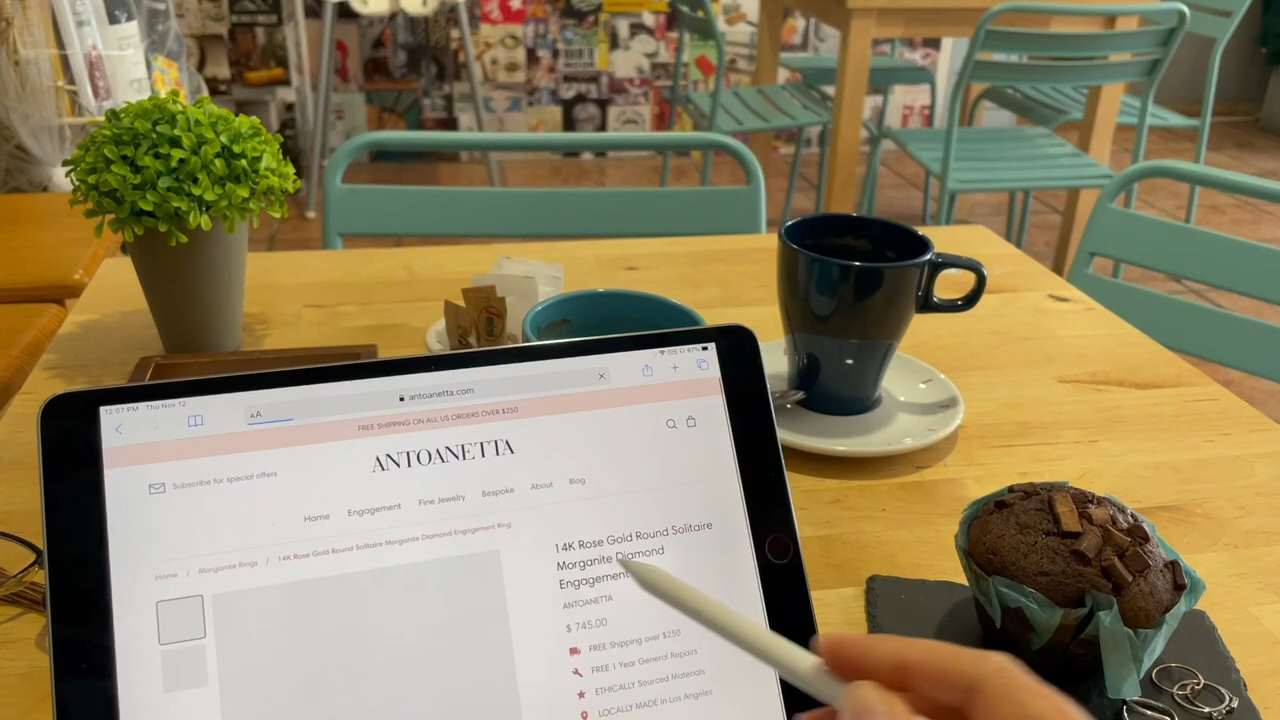 12:07 PM Thu Nov 12
67%
AA
antoanetta.com
FREE SHIPPING ON ALL US ORDERS OVER $250
Subscribe for special offers
ANTOANETTA
Home Engagement Fine Jewelry Bespoke About Blog
Home / Morganite Rings / 14K Rose Gold Round Solitaire Morganite Diamond Engagement Ring
14K Rose Gold Round Solitaire
Morganite Diamond
Engagement
ANTOANETTA
$ 745.00
FREE Shipping over $250
FREE 1 Year General Repairs
ETHICALLY Sourced Materials
LOCALLY MADE in Los Angeles